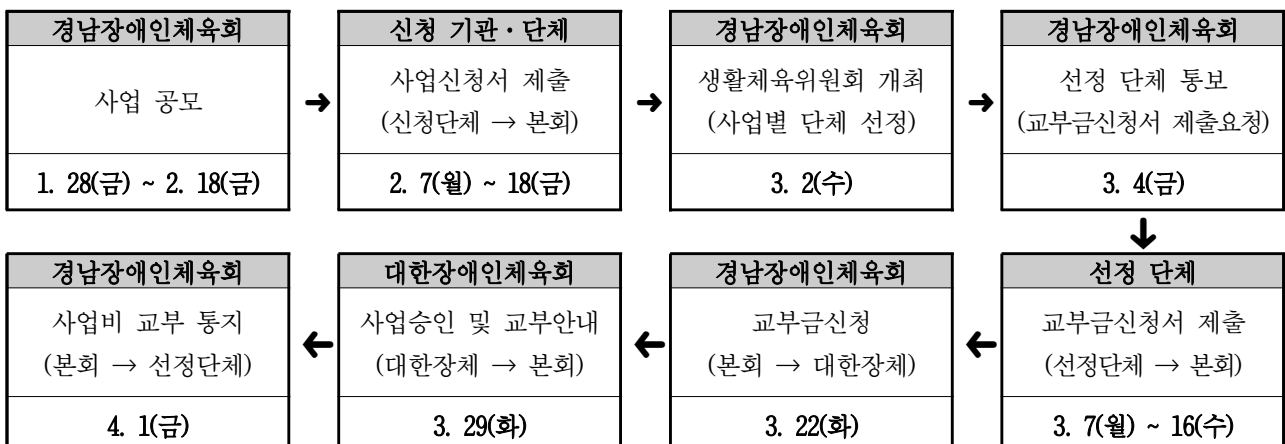 경남장애인체육회
사업 공모
1. 28(금) ~ 2. 18(금)
➜
신청 기관·단체
사업신청서 제출
(신청단체 → 본회)
2. 7(월) ~ 18(금)
➜
경남장애인체육회
생활체육위원회 개최
(사업별 단체 선정)
3. 2(수)
➜
경남장애인체육회
선정 단체 통보
(교부금신청서 제출요청)
3. 4(금)
선정 단체
교부금신청서 제출
(선정단체 → 본회)
3. 7(월) ~ 16(수)
경남장애인체육회
교부금신청
(본회 → 대한장체)
3. 22(화)
대한장애인체육회
사업승인 및 교부안내
(대한장체 → 본회)
3. 29(화)
경남장애인체육회
사업비 교부 통지
(본회 → 선정단체)
4. 1(금)